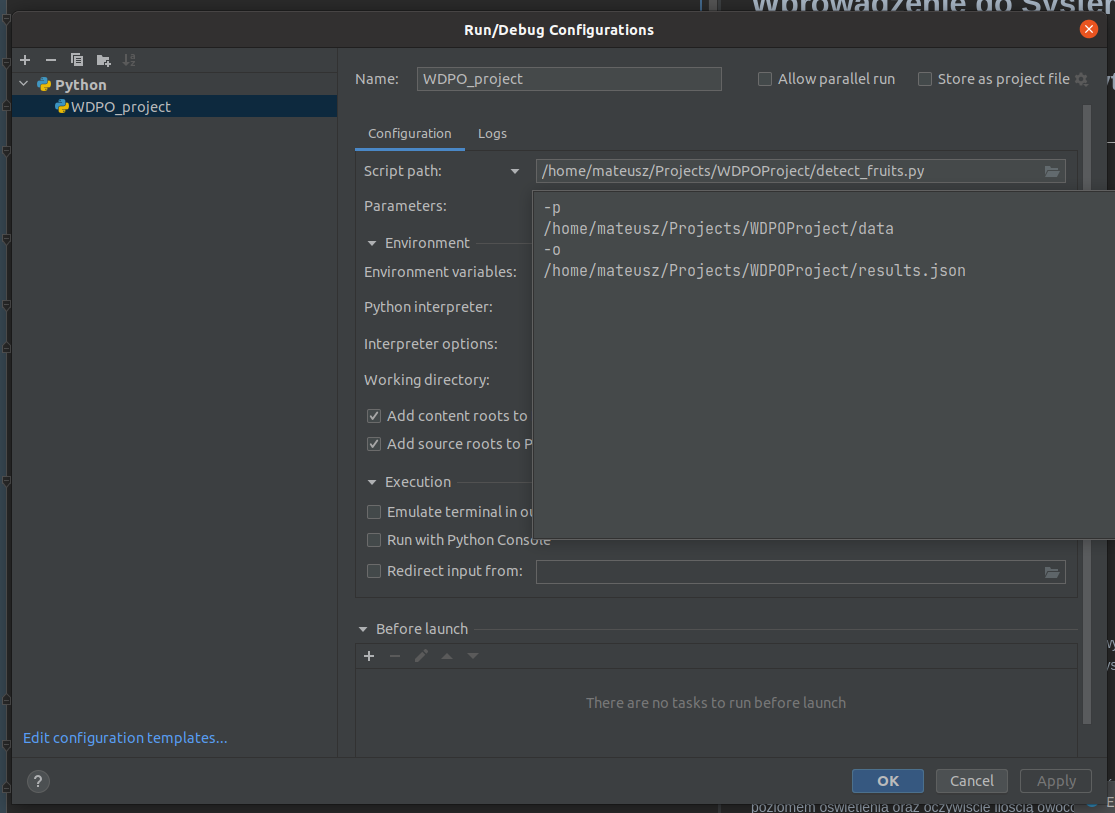 Wprowadzenie do
Run/Debug Configurations
Python
WDPO_project
Name:
WDPO_project
Allow parallel run
Store as project file
Configuration
Logs
Script path:
/home/mateusz/Projects/WDPOProject/detect_fruits.py
Parameters:
-p
/home/mateusz/Projects/WDPOProject/data
-o
/home/mateusz/Projects/WDPOProject/results.json
Environment
Environment variables:
Python interpreter:
Interpreter options:
Working directory:
Add content roots to
Add source roots to P
Execution
Emulate terminal in ou
Run with Python Console
Redirect input from:
Before launch
There are no tasks to run before launch
Edit configuration templates...
?
OK
Cancel
Apply
poziomem oświetlenia oraz oczywiście ilością owoc